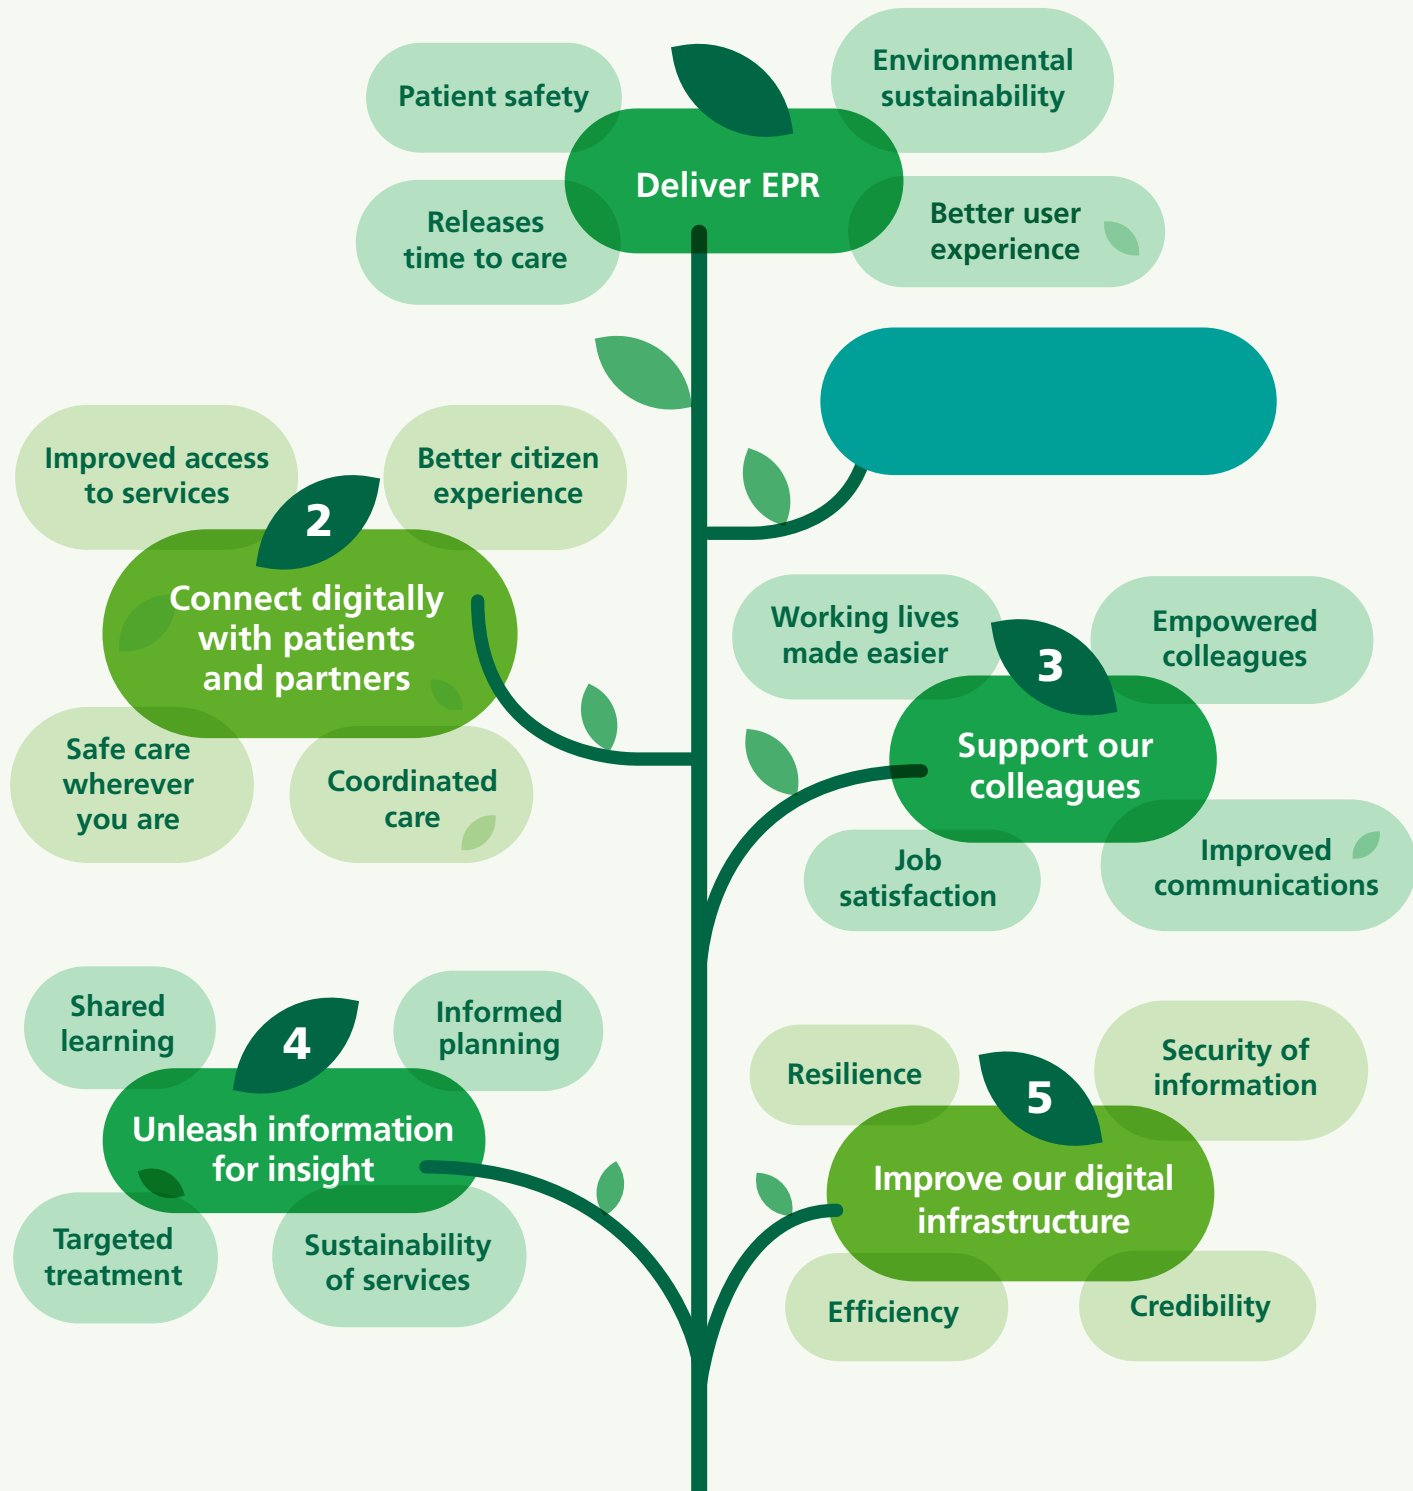 Patient safety
Environmental
sustainability
Deliver EPR
Releases
time to care
Better user
experience
Improved access
to services
Better citizen
experience
2
Connect digitally
with patients
and partners
Safe care
wherever
you are
Coordinated
care
Working lives
made easier
Empowered
colleagues
3
Support our
colleagues
Job
satisfaction
Improved
communications
Shared
learning
Informed
planning
4
Unleash information
for insight
Targeted
treatment
Sustainability
of services
Resilience
Security of
information
5
Improve our digital
infrastructure
Efficiency
Credibility